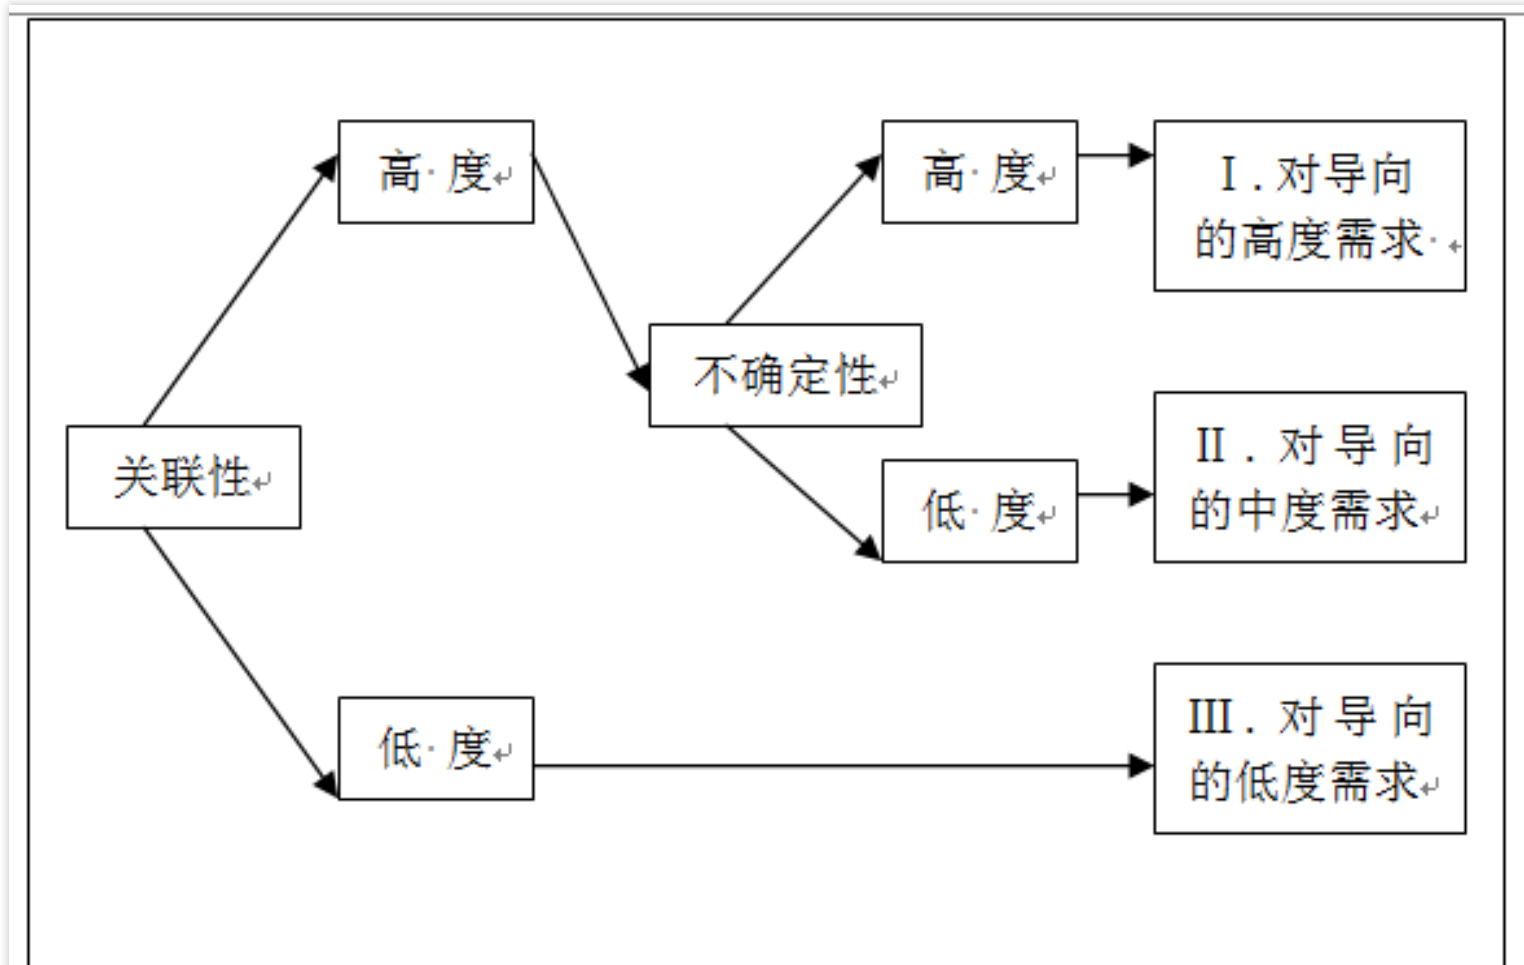 高 度
高 度
Ⅰ.对导向
的高度需求
不确定性
关联性
Ⅱ.对导向
的中度需求
低 度
低 度
Ⅲ.对导向
的低度需求